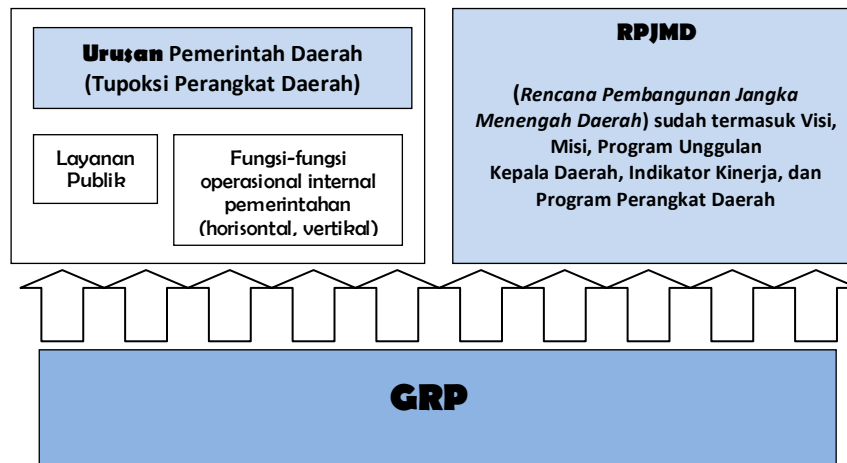 Urusan Pemerintah Daerah
(Tupoksi Perangkat Daerah)
Layanan
Publik
Fungsi-fungsi
operasional internal
pemerintahan
(horisontal, vertikal)
RPJMD
(Rencana Pembangunan Jangka
Menengah Daerah) sudah termasuk Visi,
Misi, Program Unggulan
Kepala Daerah, Indikator Kinerja, dan
Program Perangkat Daerah
GRP